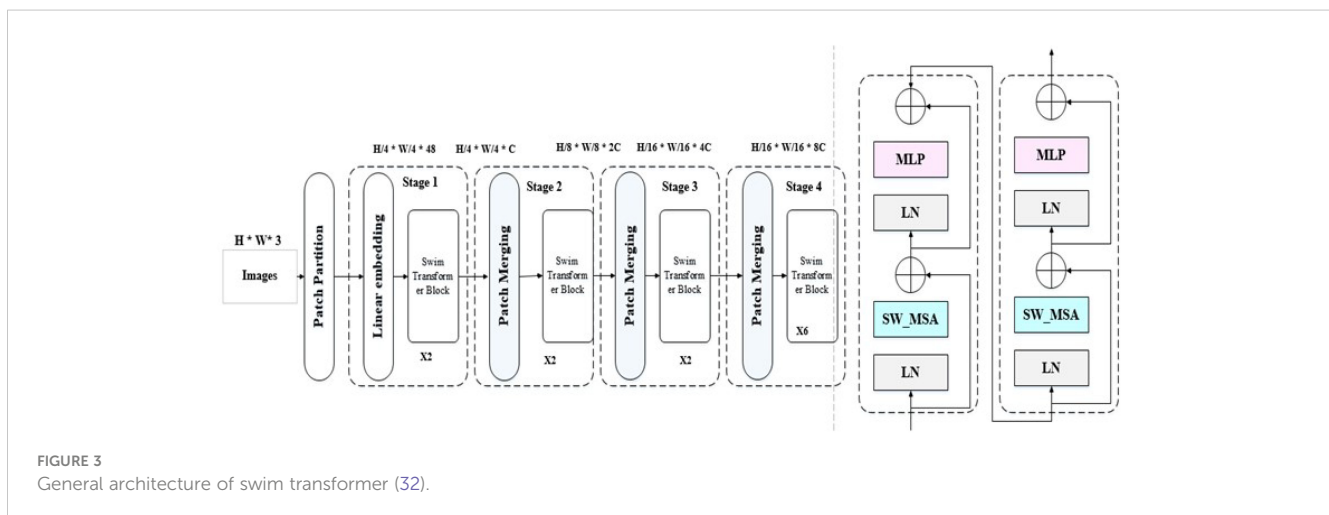 H/4 * W/4 * 48
H/4 * W/4 * C
H/8 * W/8 * 2C
H/16 * W/16 * 4C
H/16 * W/16 * 8C
H * W* 3
Images
Patch Partition
Stage 1
Linear embedding
Swim
Transform
er Block
X2
Stage 2
Patch Merging
Swim
Transform
er Block
X2
Stage 3
Patch Merging
Swim
Transform
er Block
X2
Stage 4
Patch Merging
Swim
Transform
er Block
X6
MLP
LN
SW_MSA
LN
MLP
LN
SW_MSA
LN
FIGURE 3
General architecture of swim transformer (32).